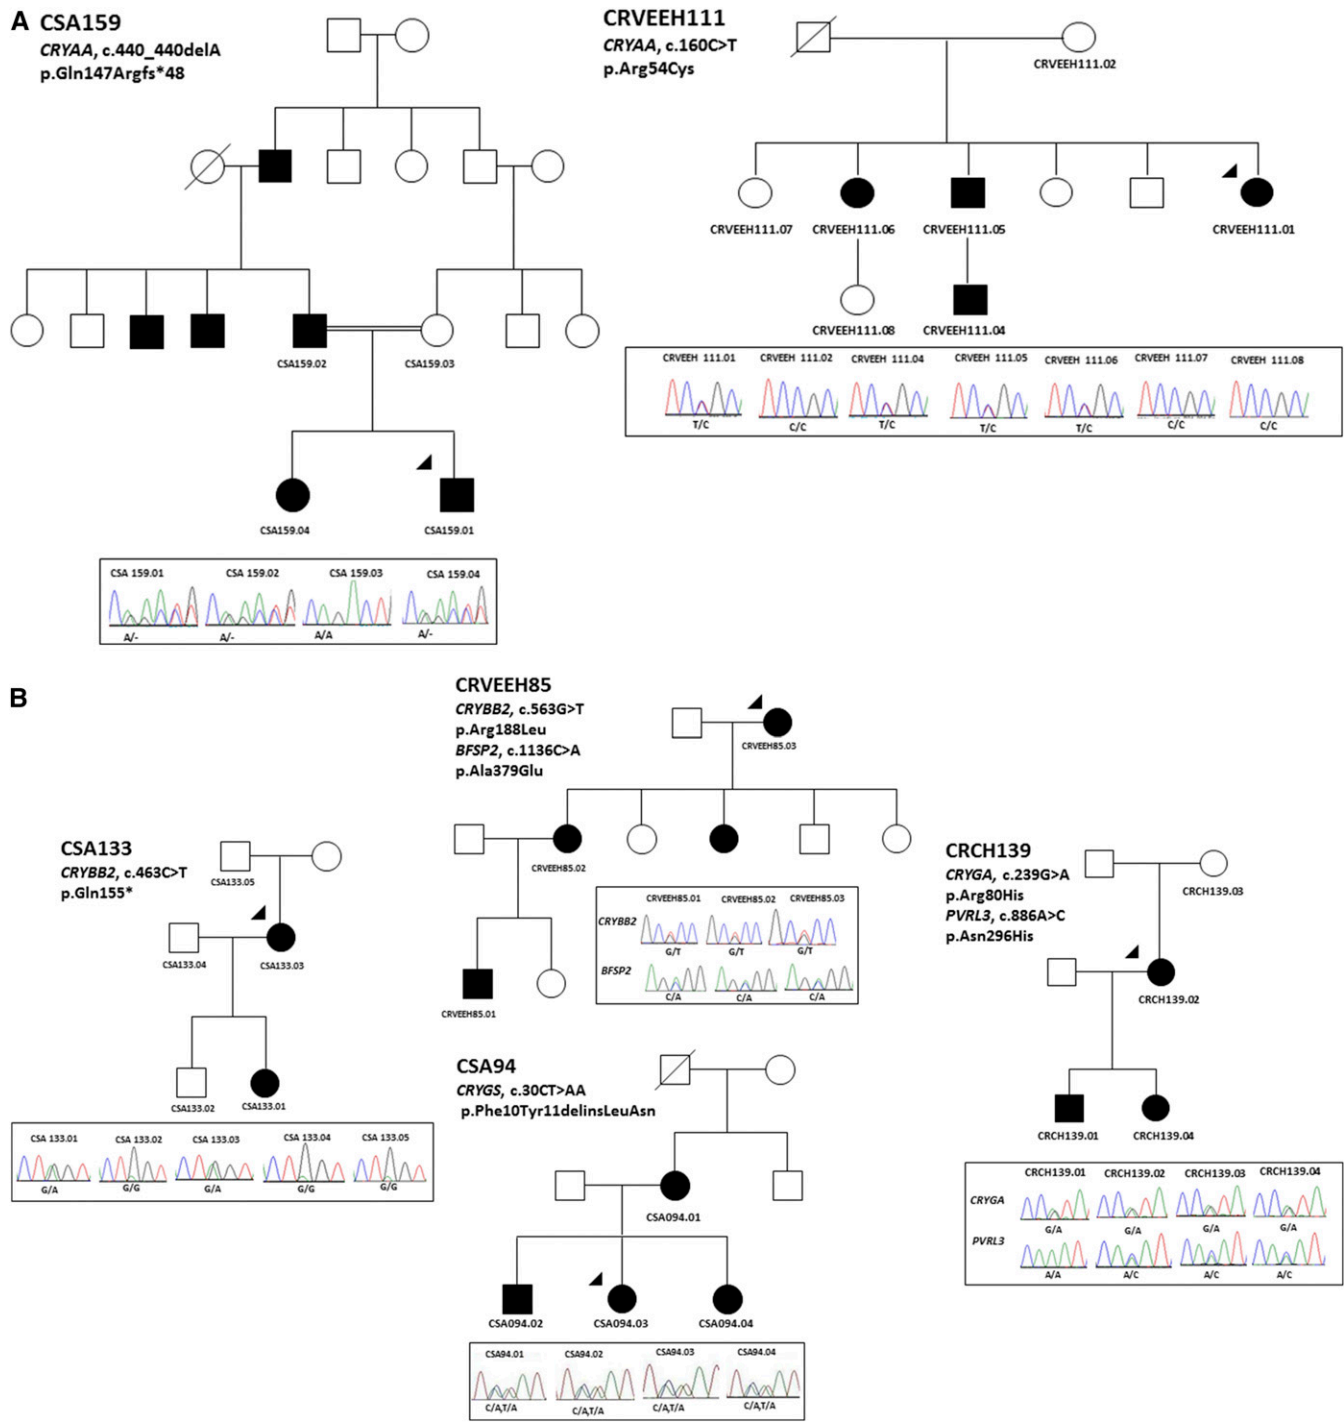 A
CSA159
CRYAA, c.440_440delA
p.Gln147Argfs*48
CSA159.02
CSA159.03
CSA159.04
CSA159.01
CSA 159.01 CSA 159.02 CSA 159.03 CSA 159.04
A/- A/- A/A A/-
CRVEEH111
CRYAA, c.160C>T
p.Arg54Cys
CRVEEH111.02
CRVEEH111.07 CRVEEH111.06 CRVEEH111.05 CRVEEH111.01
CRVEEH111.08 CRVEEH111.04
CRVEEH 111.01 CRVEEH 111.02 CRVEEH 111.04 CRVEEH 111.05 CRVEEH 111.06 CRVEEH 111.07 CRVEEH 111.08
T/C C/C T/C T/C T/C C/C C/C
B
CSA133
CRYBB2, c.463C>T
p.Gln155*
CSA133.05
CSA133.04 CSA133.03
CSA133.02 CSA133.01
CSA 133.01 CSA 133.02 CSA 133.03 CSA 133.04 CSA 133.05
G/A G/G G/A G/G G/G
CRVEEH85
CRYBB2, c.563G>T
p.Arg188Leu
BFSP2, c.1136C>A
p.Ala379Glu
CRVEEH85.03
CRVEEH85.02
CRVEEH85.01
CRVEEH85.01 CRVEEH85.02 CRVEEH85.03
CRYBB2
G/T G/T G/T
BFSP2
C/A C/A C/A
CSA94
CRYGS, c.30CT>AA
p.Phe10Tyr11delinsLeuAsn
CSA094.01
CSA094.02 CSA094.03 CSA094.04
CSA94.01 CSA94.02 CSA94.03 CSA94.04
C/A,T/A C/A,T/A C/A,T/A C/A,T/A
CRCH139
CRYGA, c.239G>A
p.Arg80His
PVRL3, c.886A>C
p.Asn296His
CRCH139.03
CRCH139.02
CRCH139.01 CRCH139.04
CRCH139.01 CRCH139.02 CRCH139.03 CRCH139.04
CRYGA
G/A G/A G/A G/A
PVRL3
A/A A/C A/C A/C